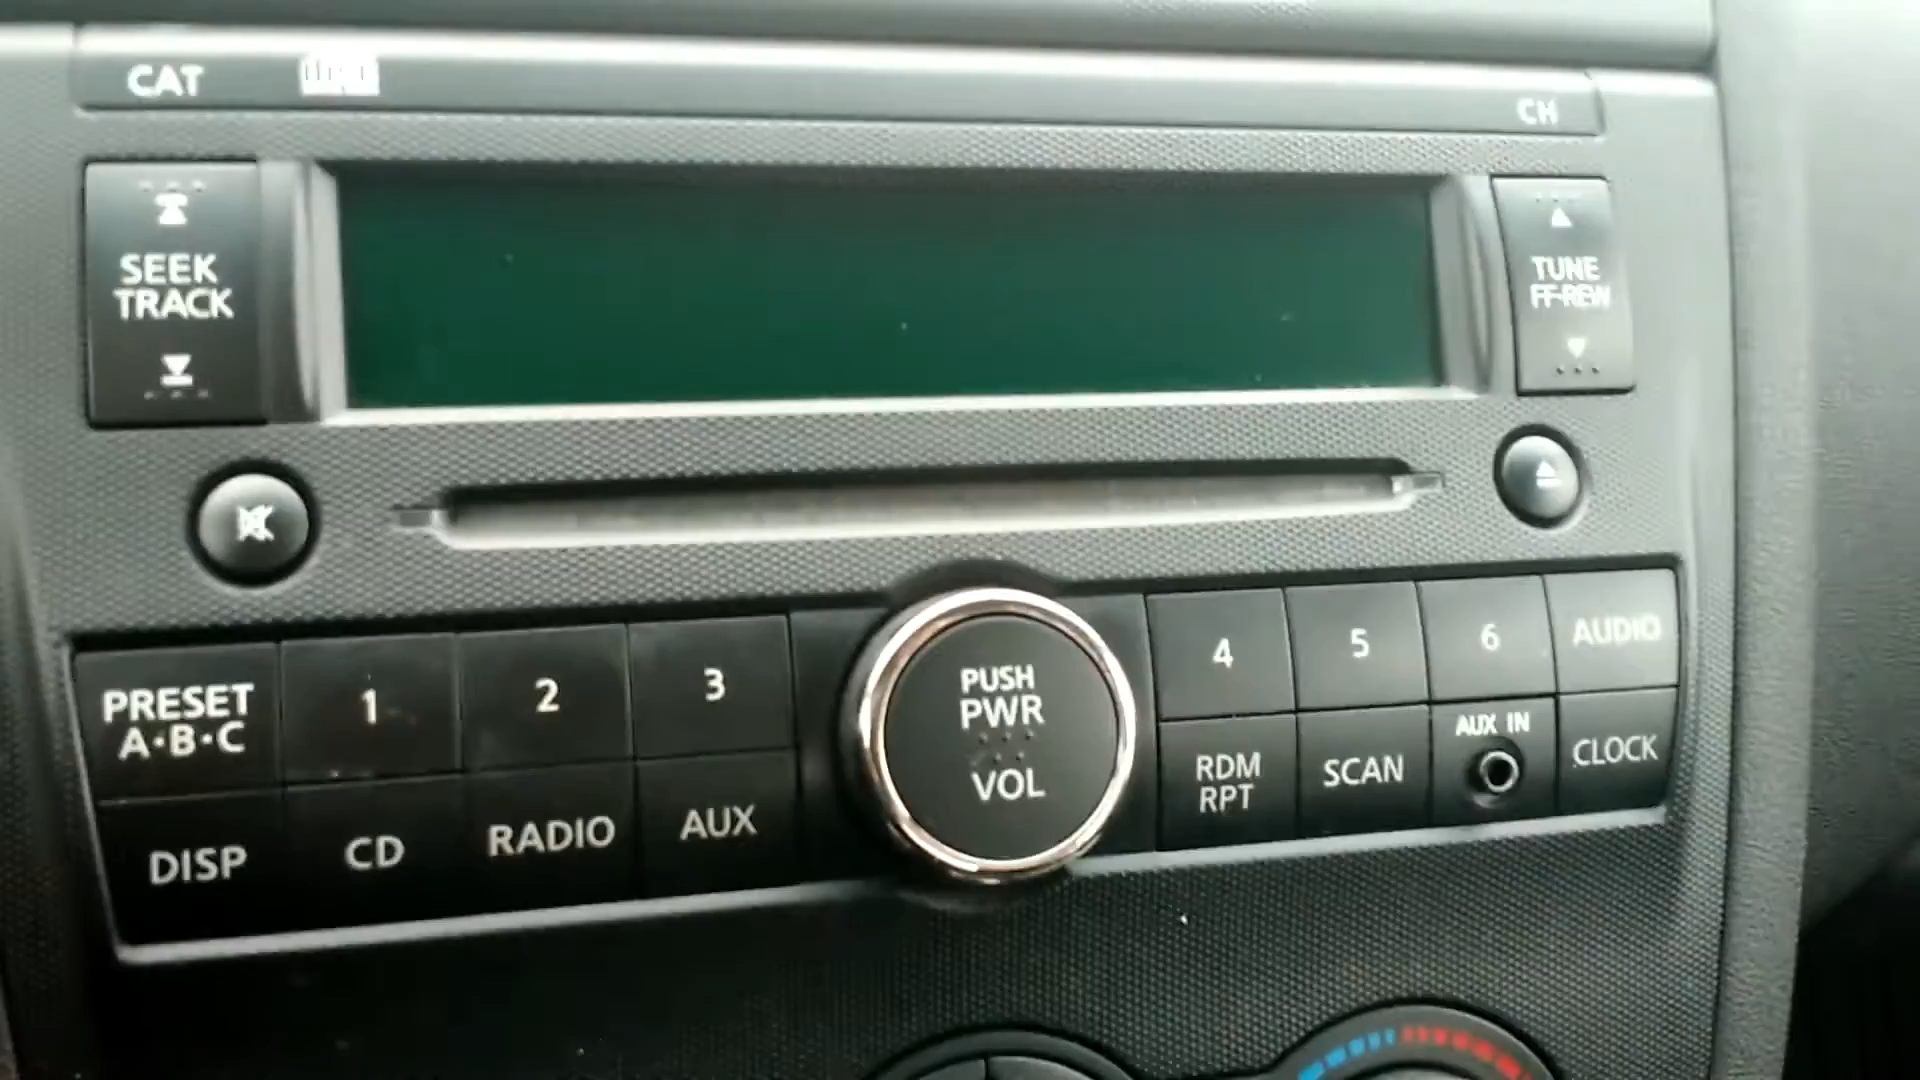 CAT
CH
SEEK
TRACK
TUNE
FF·REW
PRESET
A·B·C
1
2
3
PUSH
PWR
VOL
4
5
6
AUDIO
DISP
CD
RADIO
AUX
RDM
RPT
SCAN
AUX IN
CLOCK